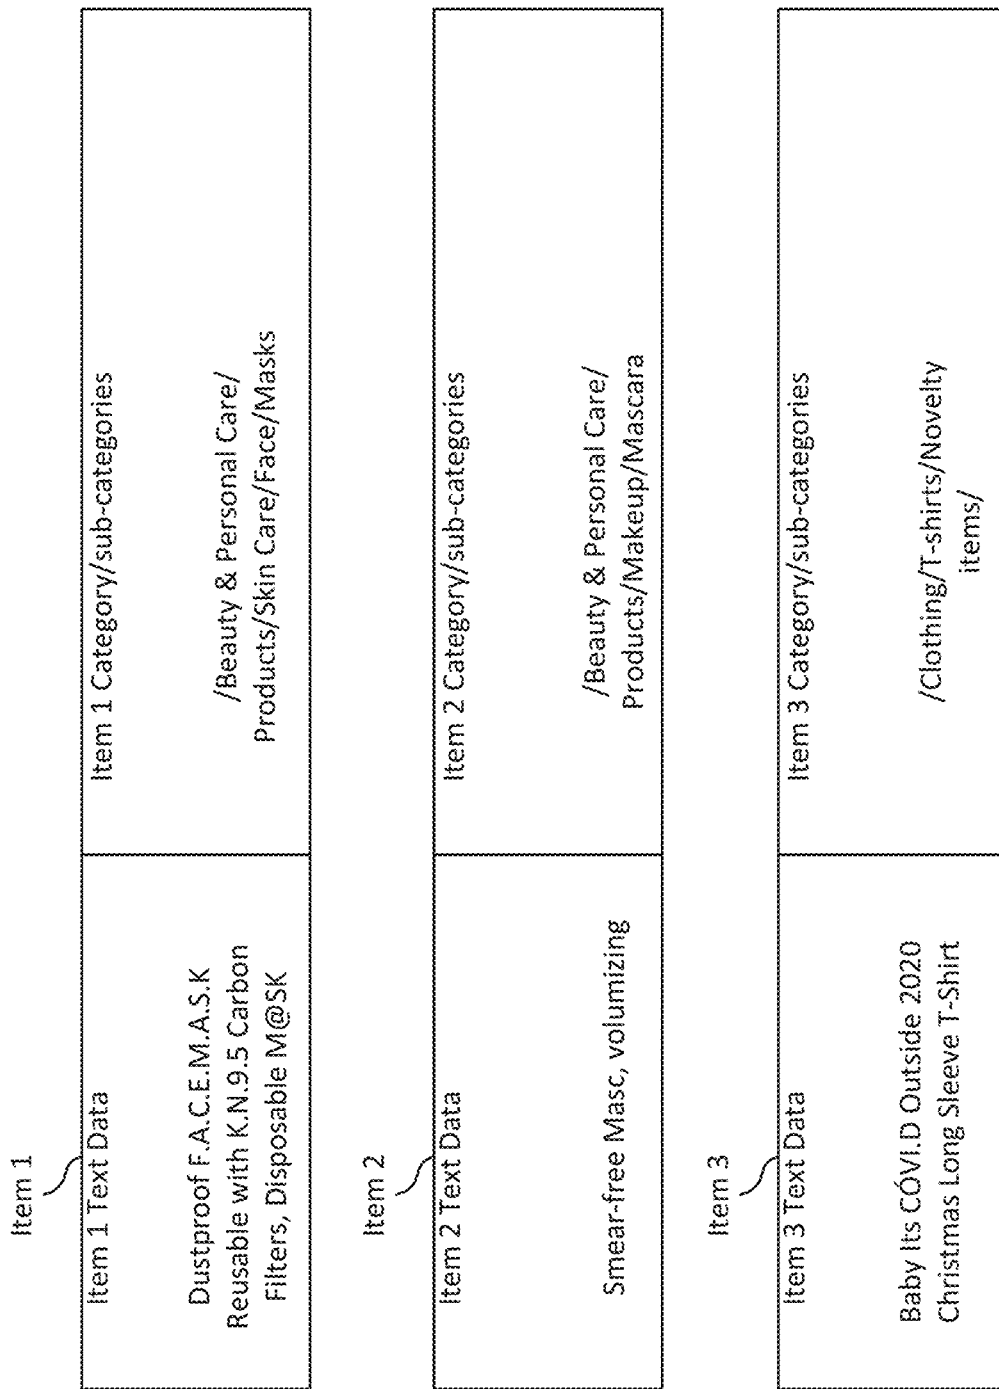 Item 1
Item 1 Text Data
Dustproof F.A.C.E.M.A.S.K
Reusable with K.N.9.5 Carbon
Filters, Disposable M@SK
Item 1 Category/sub-categories
/Beauty & Personal Care/
Products/Skin Care/Face/Masks
Item 2
Item 2 Text Data
Smear-free Masc, volumizing
Item 2 Category/sub-categories
/Beauty & Personal Care/
Products/Makeup/Mascara
Item 3
Item 3 Text Data
Baby Its CÓVI.D Outside 2020
Christmas Long Sleeve T-Shirt
Item 3 Category/sub-categories
/Clothing/T-shirts/Novelty
items/